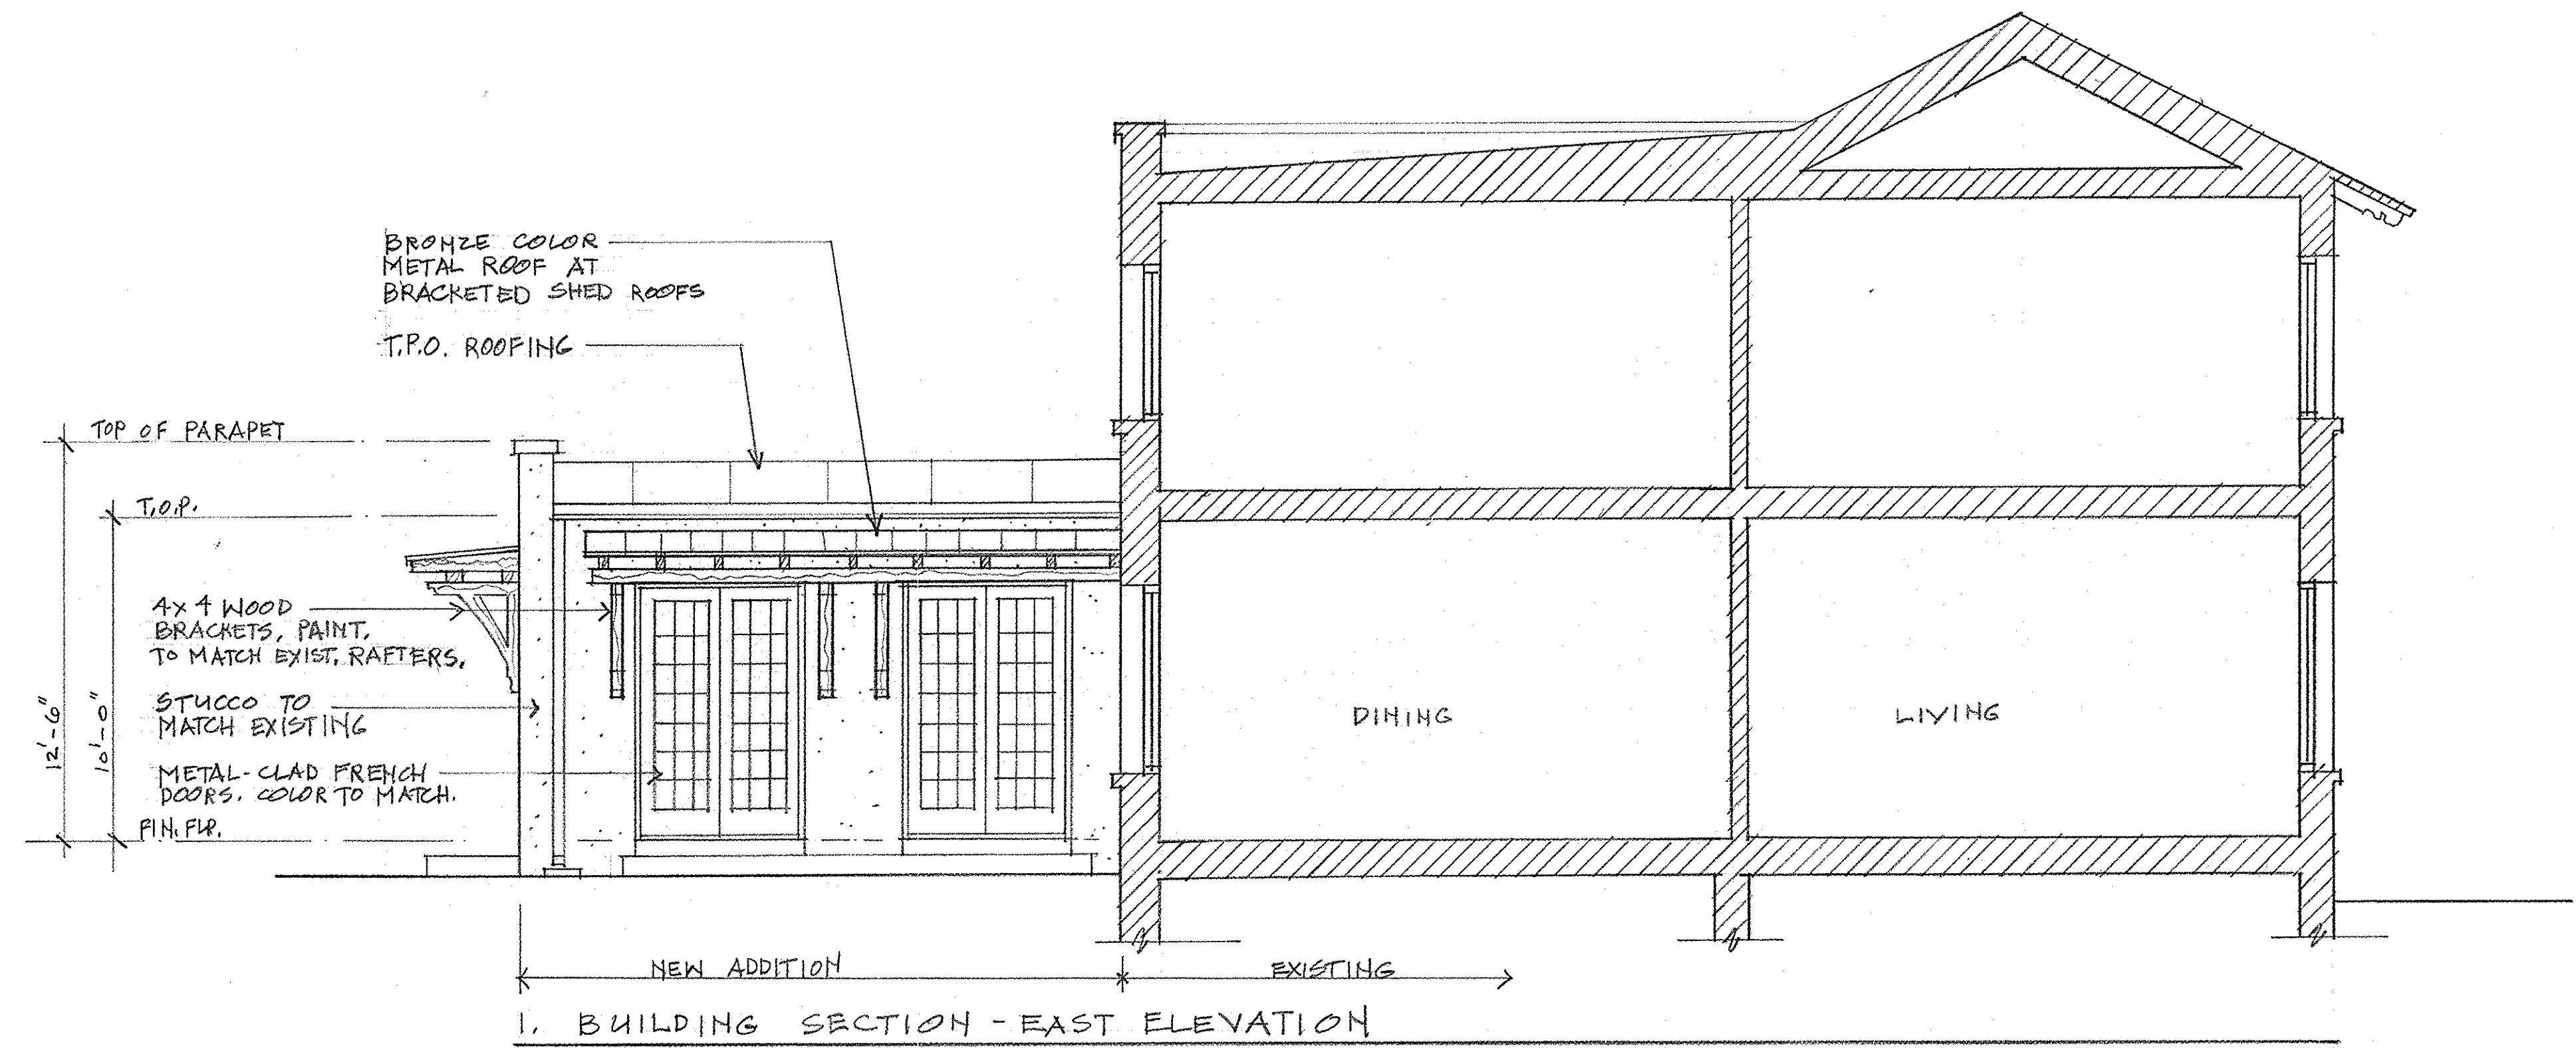 BRONZE COLOR
METAL ROOF AT
BRACKETED SHED ROOFS
T.P.O. ROOFING
TOP OF PARAPET
T.O.P.
4x4 WOOD
BRACKETS, PAINT.
TO MATCH EXIST. RAFTERS.
STUCCO TO
MATCH EXISTING
METAL-CLAD FRENCH
DOORS. COLOR TO MATCH.
FIN. FLR.
12'-6"
10'-0"
DINING
LIVING
NEW ADDITION
EXISTING
1. BUILDING SECTION - EAST ELEVATION